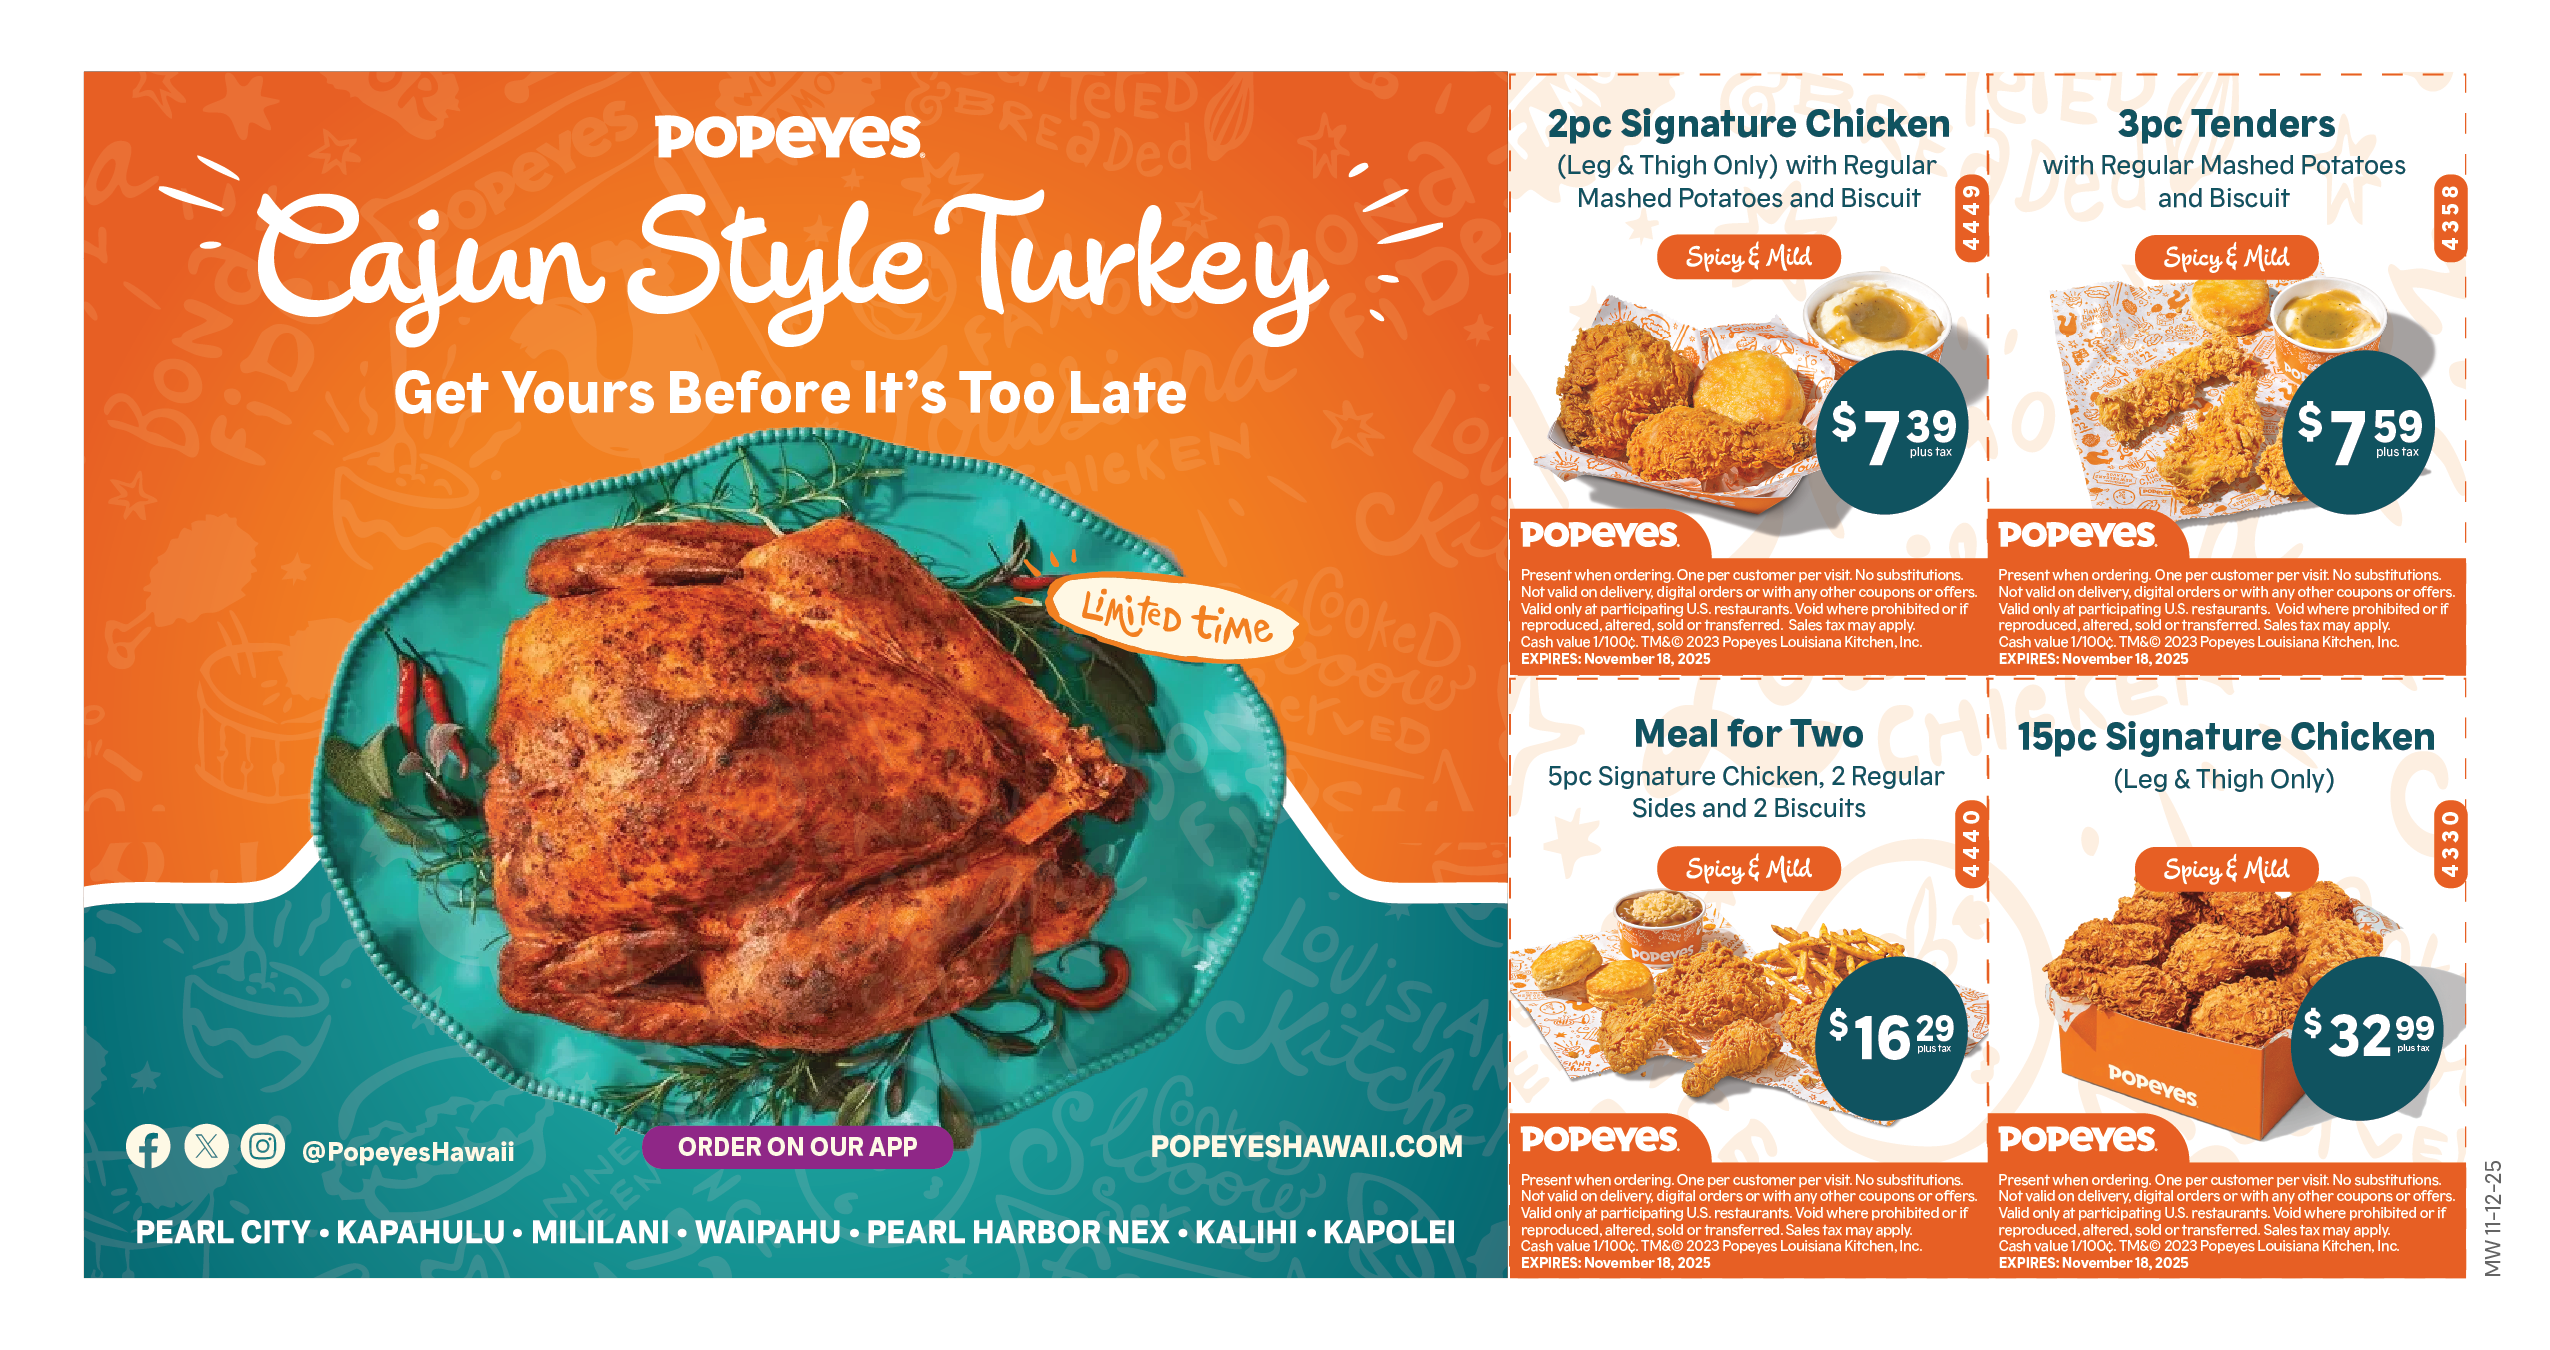 POPEYES
Cajun Style Turkey
Get Yours Before It's Too Late
LIMITED TIME
@PopeyesHawaii
ORDER ON OUR APP
POPEYESHAWAII.COM
PEARL CITY • KAPAHULU • MILILANI • WAIPAHU • PEARL HARBOR NEX • KALIHI • KAPOLEI
2pc Signature Chicken
(Leg & Thigh Only) with Regular
Mashed Potatoes and Biscuit
4449
Spicy & Mild
$7 39
plus tax
POPEYES
Present when ordering. One per customer per visit. No substitutions.
Not valid on delivery, digital orders or with any other coupons or offers.
Valid only at participating U.S. restaurants. Void where prohibited or if
reproduced, altered, sold or transferred. Sales tax may apply.
Cash value 1/100¢. TM&© 2023 Popeyes Louisiana Kitchen, Inc.
EXPIRES: November 18, 2025
3pc Tenders
with Regular Mashed Potatoes
and Biscuit
4358
Spicy & Mild
$7 59
plus tax
POPEYES
Present when ordering. One per customer per visit. No substitutions.
Not valid on delivery, digital orders or with any other coupons or offers.
Valid only at participating U.S. restaurants. Void where prohibited or if
reproduced, altered, sold or transferred. Sales tax may apply.
Cash value 1/100¢. TM&© 2023 Popeyes Louisiana Kitchen, Inc.
EXPIRES: November 18, 2025
Meal for Two
5pc Signature Chicken, 2 Regular
Sides and 2 Biscuits
4440
Spicy & Mild
POPEYES
$16 29
plus tax
POPEYES
Present when ordering. One per customer per visit. No substitutions.
Not valid on delivery, digital orders or with any other coupons or offers.
Valid only at participating U.S. restaurants. Void where prohibited or if
reproduced, altered, sold or transferred. Sales tax may apply.
Cash value 1/100¢. TM&© 2023 Popeyes Louisiana Kitchen, Inc.
EXPIRES: November 18, 2025
15pc Signature Chicken
(Leg & Thigh Only)
4330
Spicy & Mild
$32 99
plus tax
POPEYES
POPEYES
Present when ordering. One per customer per visit. No substitutions.
Not valid on delivery, digital orders or with any other coupons or offers.
Valid only at participating U.S. restaurants. Void where prohibited or if
reproduced, altered, sold or transferred. Sales tax may apply.
Cash value 1/100¢. TM&© 2023 Popeyes Louisiana Kitchen, Inc.
EXPIRES: November 18, 2025
MW 11-12-25